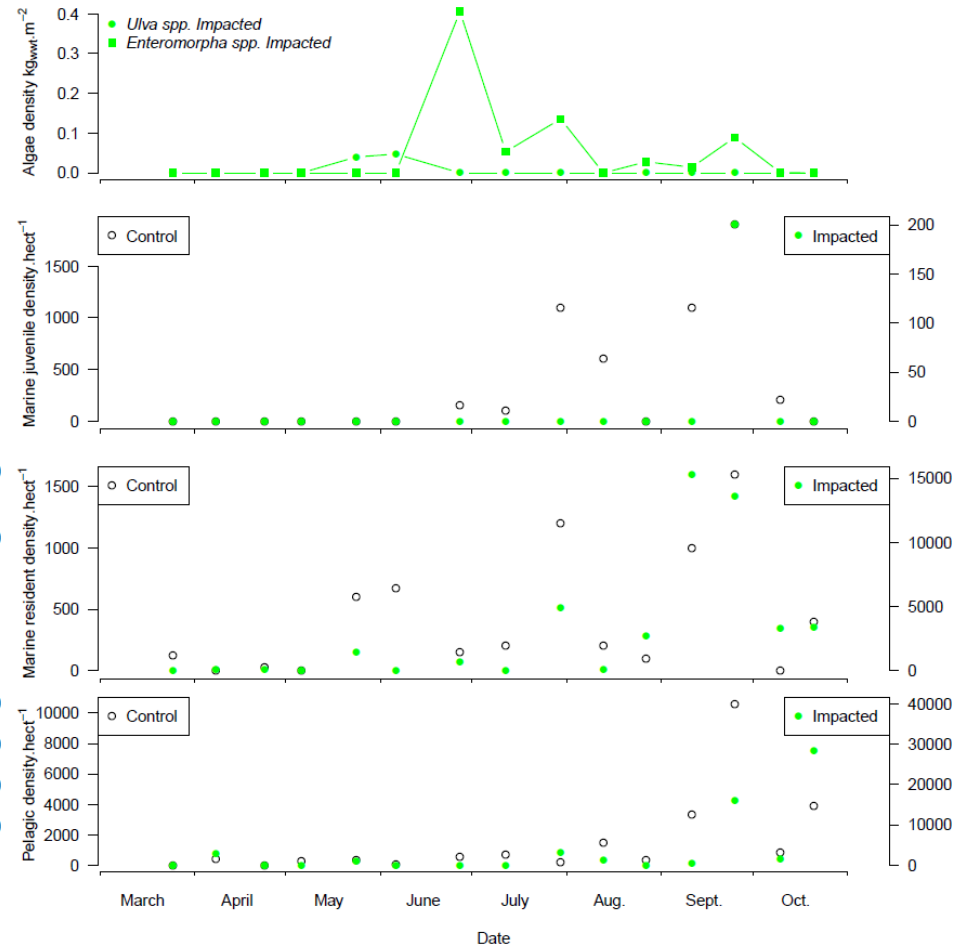 Algae density kg_wwt.m⁻²
0.4
0.3
0.2
0.1
0.0
Ulva spp. Impacted
Enteromorpha spp. Impacted
Marine juvenile density.hect⁻¹
1500
1000
500
0
Control
Impacted
200
150
100
50
0
Marine resident density.hect⁻¹
1500
1000
500
0
Control
Impacted
15000
10000
5000
0
Pelagic density.hect⁻¹
10000
8000
6000
4000
2000
0
Control
Impacted
40000
30000
20000
10000
0
March April May June July Aug. Sept. Oct.
Date